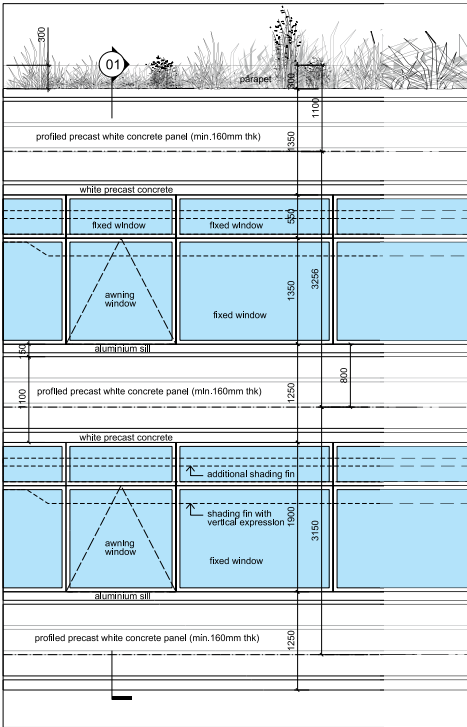 300
01
parapet
300
1100
profiled precast white concrete panel (min.160mm thk)
1350
white precast concrete
fixed window
fixed window
550
3256
awning
window
fixed window
1350
150
aluminium sill
800
1100
profiled precast white concrete panel (min.160mm thk)
1250
white precast concrete
additional shading fin
shading fin with
vertical expression
1900
3150
awning
window
fixed window
aluminium sill
profiled precast white concrete panel (min.160mm thk)
1250